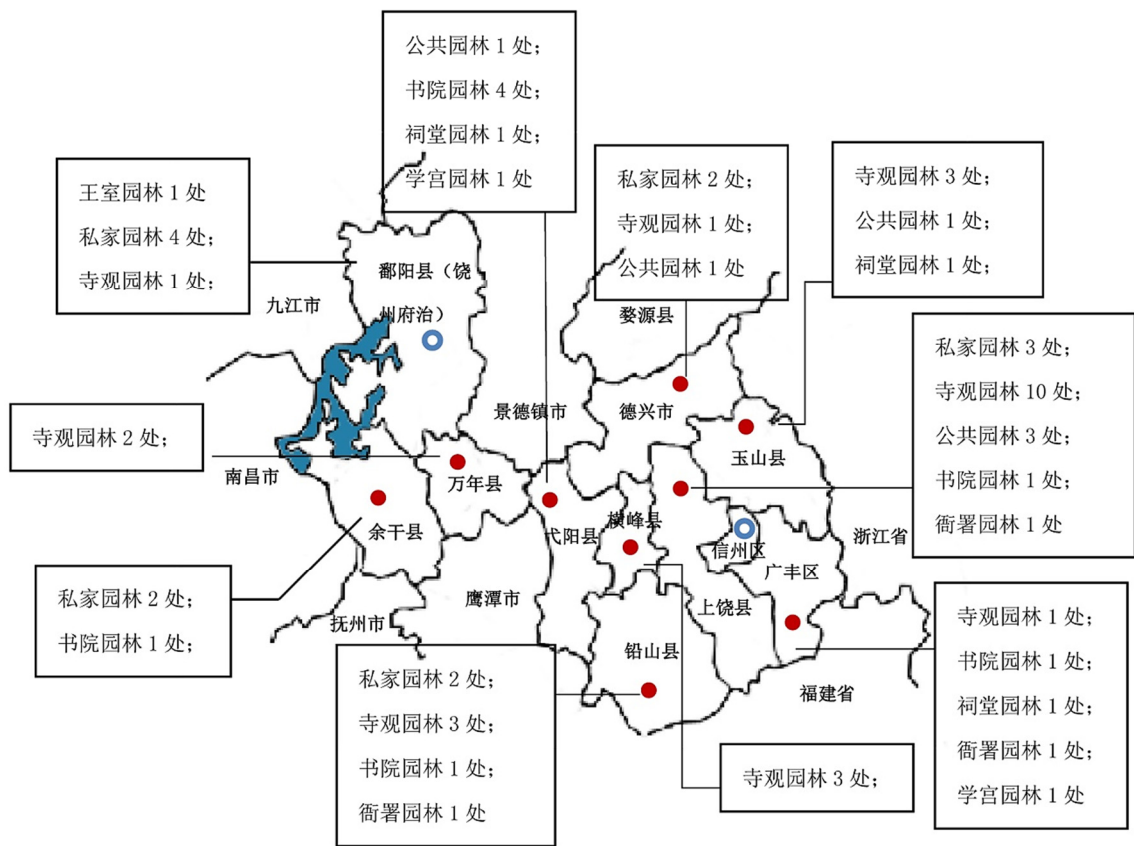 公共园林 1 处；
书院园林 4 处；
祠堂园林 1 处；
学宫园林 1 处
王室园林 1 处
私家园林 4 处；
寺观园林 1 处；
私家园林 2 处；
寺观园林 1 处；
公共园林 1 处
寺观园林 3 处；
公共园林 1 处；
祠堂园林 1 处；
鄱阳县（饶
州府治）
九江市
婺源县
私家园林 3 处；
寺观园林 10 处；
公共园林 3 处；
书院园林 1 处；
衙署园林 1 处
寺观园林 2 处；
景德镇市
德兴市
玉山县
南昌市
万年县
余干县
弋阳县
横峰县
信州区
浙江省
广丰区
私家园林 2 处；
书院园林 1 处；
抚州市
鹰潭市
上饶县
铅山县
福建省
私家园林 2 处；
寺观园林 3 处；
书院园林 1 处；
衙署园林 1 处
寺观园林 3 处；
寺观园林 1 处；
书院园林 1 处；
祠堂园林 1 处；
衙署园林 1 处；
学宫园林 1 处